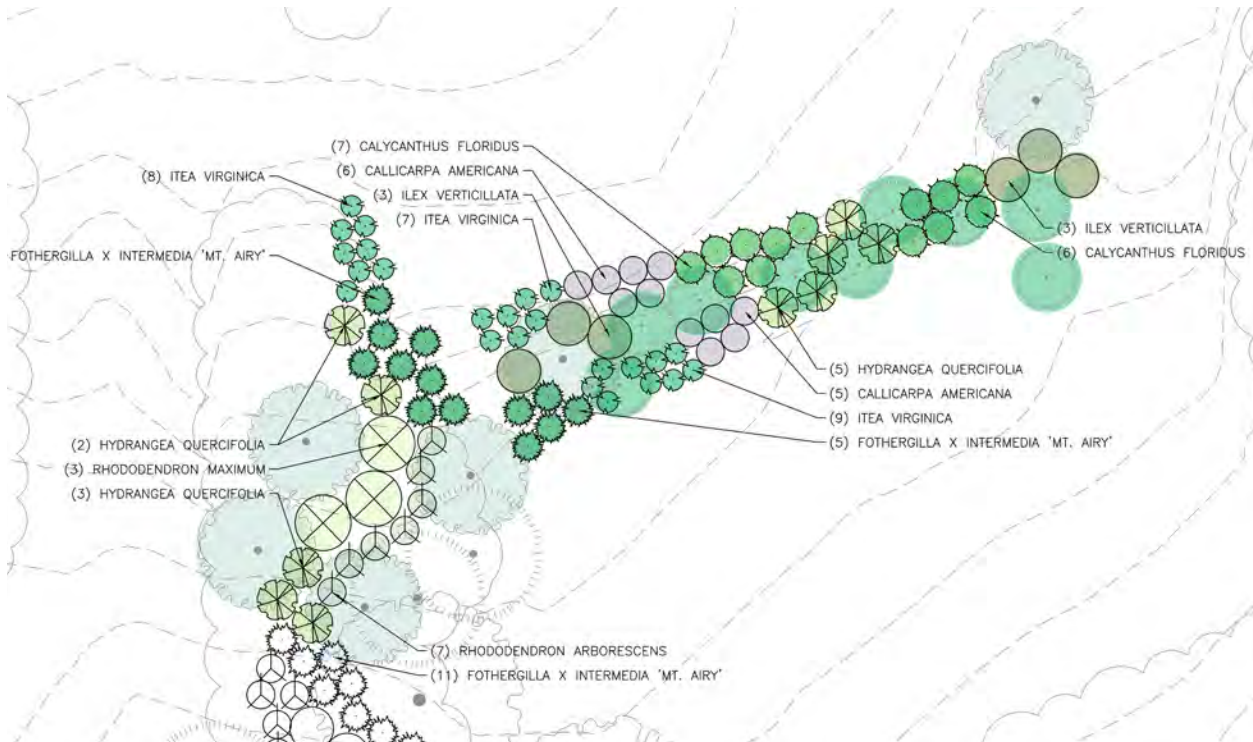 (7) CALYCANTHUS FLORIDUS
(6) CALLICARPA AMERICANA
(3) ILEX VERTICILLATA
(7) ITEA VIRGINICA
(8) ITEA VIRGINICA
FOTHERGILLA X INTERMEDIA 'MT. AIRY'
(2) HYDRANGEA QUERCIFOLIA
(3) RHODODENDRON MAXIMUM
(3) HYDRANGEA QUERCIFOLIA
(3) ILEX VERTICILLATA
(6) CALYCANTHUS FLORIDUS
(5) HYDRANGEA QUERCIFOLIA
(5) CALLICARPA AMERICANA
(9) ITEA VIRGINICA
(5) FOTHERGILLA X INTERMEDIA 'MT. AIRY'
(7) RHODODENDRON ARBORESCENS
(11) FOTHERGILLA X INTERMEDIA 'MT. AIRY'